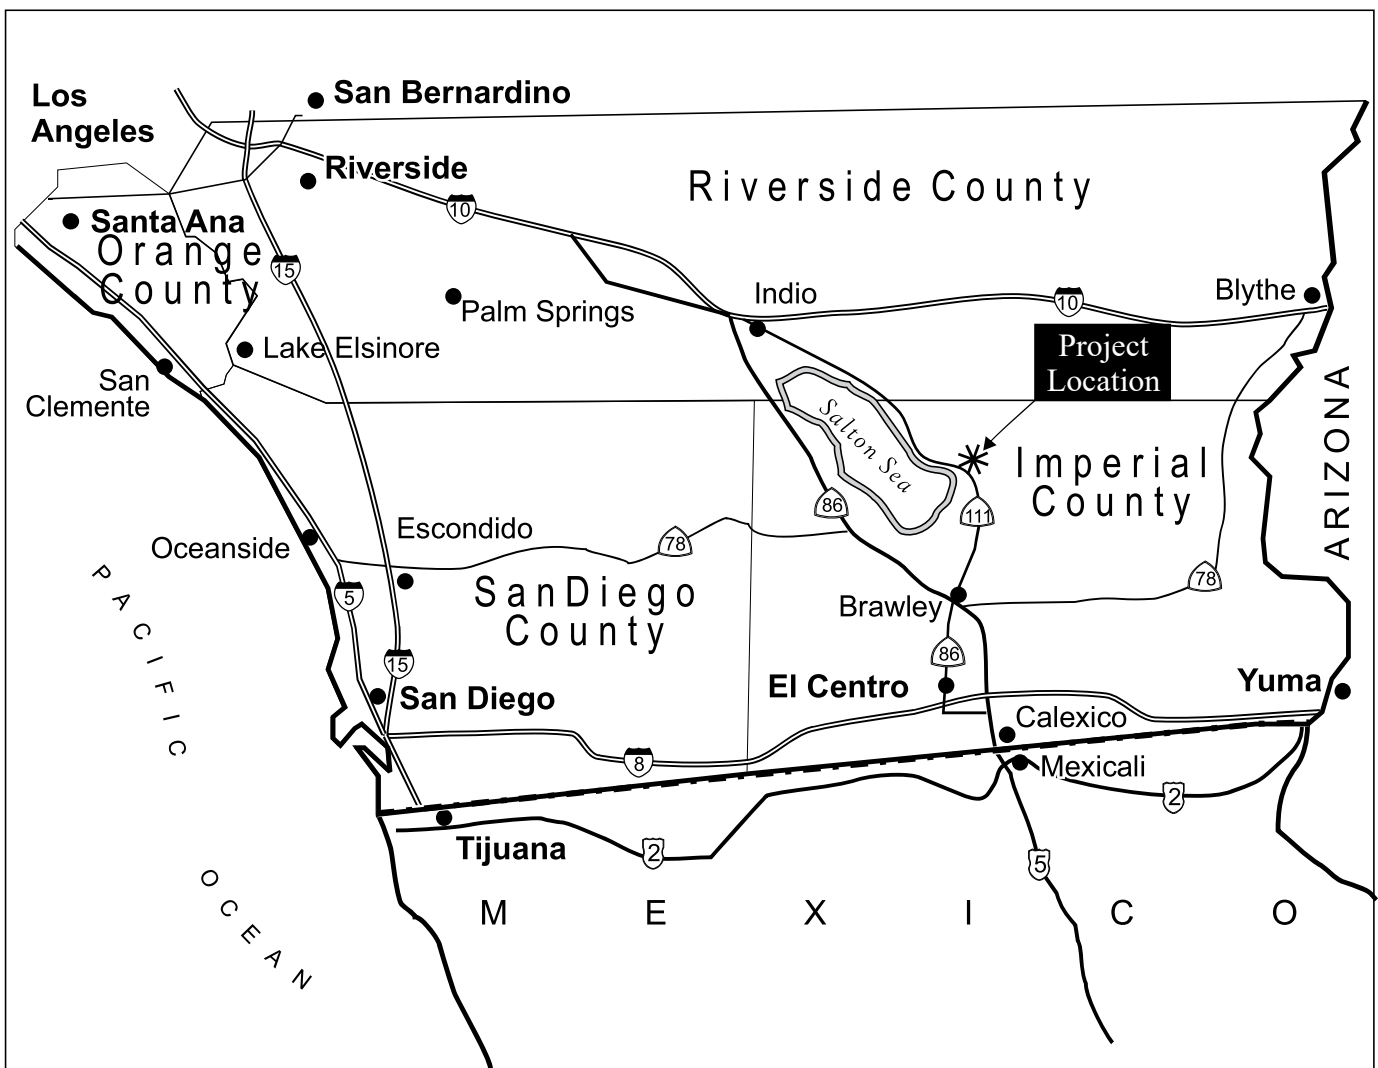 San Bernardino
Los
Angeles
Riverside
Riverside County
10
Santa Ana
Orange
County
15
Palm Springs
Indio
10
Blythe
Project
Location
Lake Elsinore
San
Clemente
ARIZONA
Salton Sea
Imperial
County
86
111
Escondido
Oceanside
78
78
5
SanDiego
County
Brawley
PACIFIC
OCEAN
15
86
San Diego
El Centro
Yuma
Calexico
8
Mexicali
2
Tijuana
2
5
MEXICO